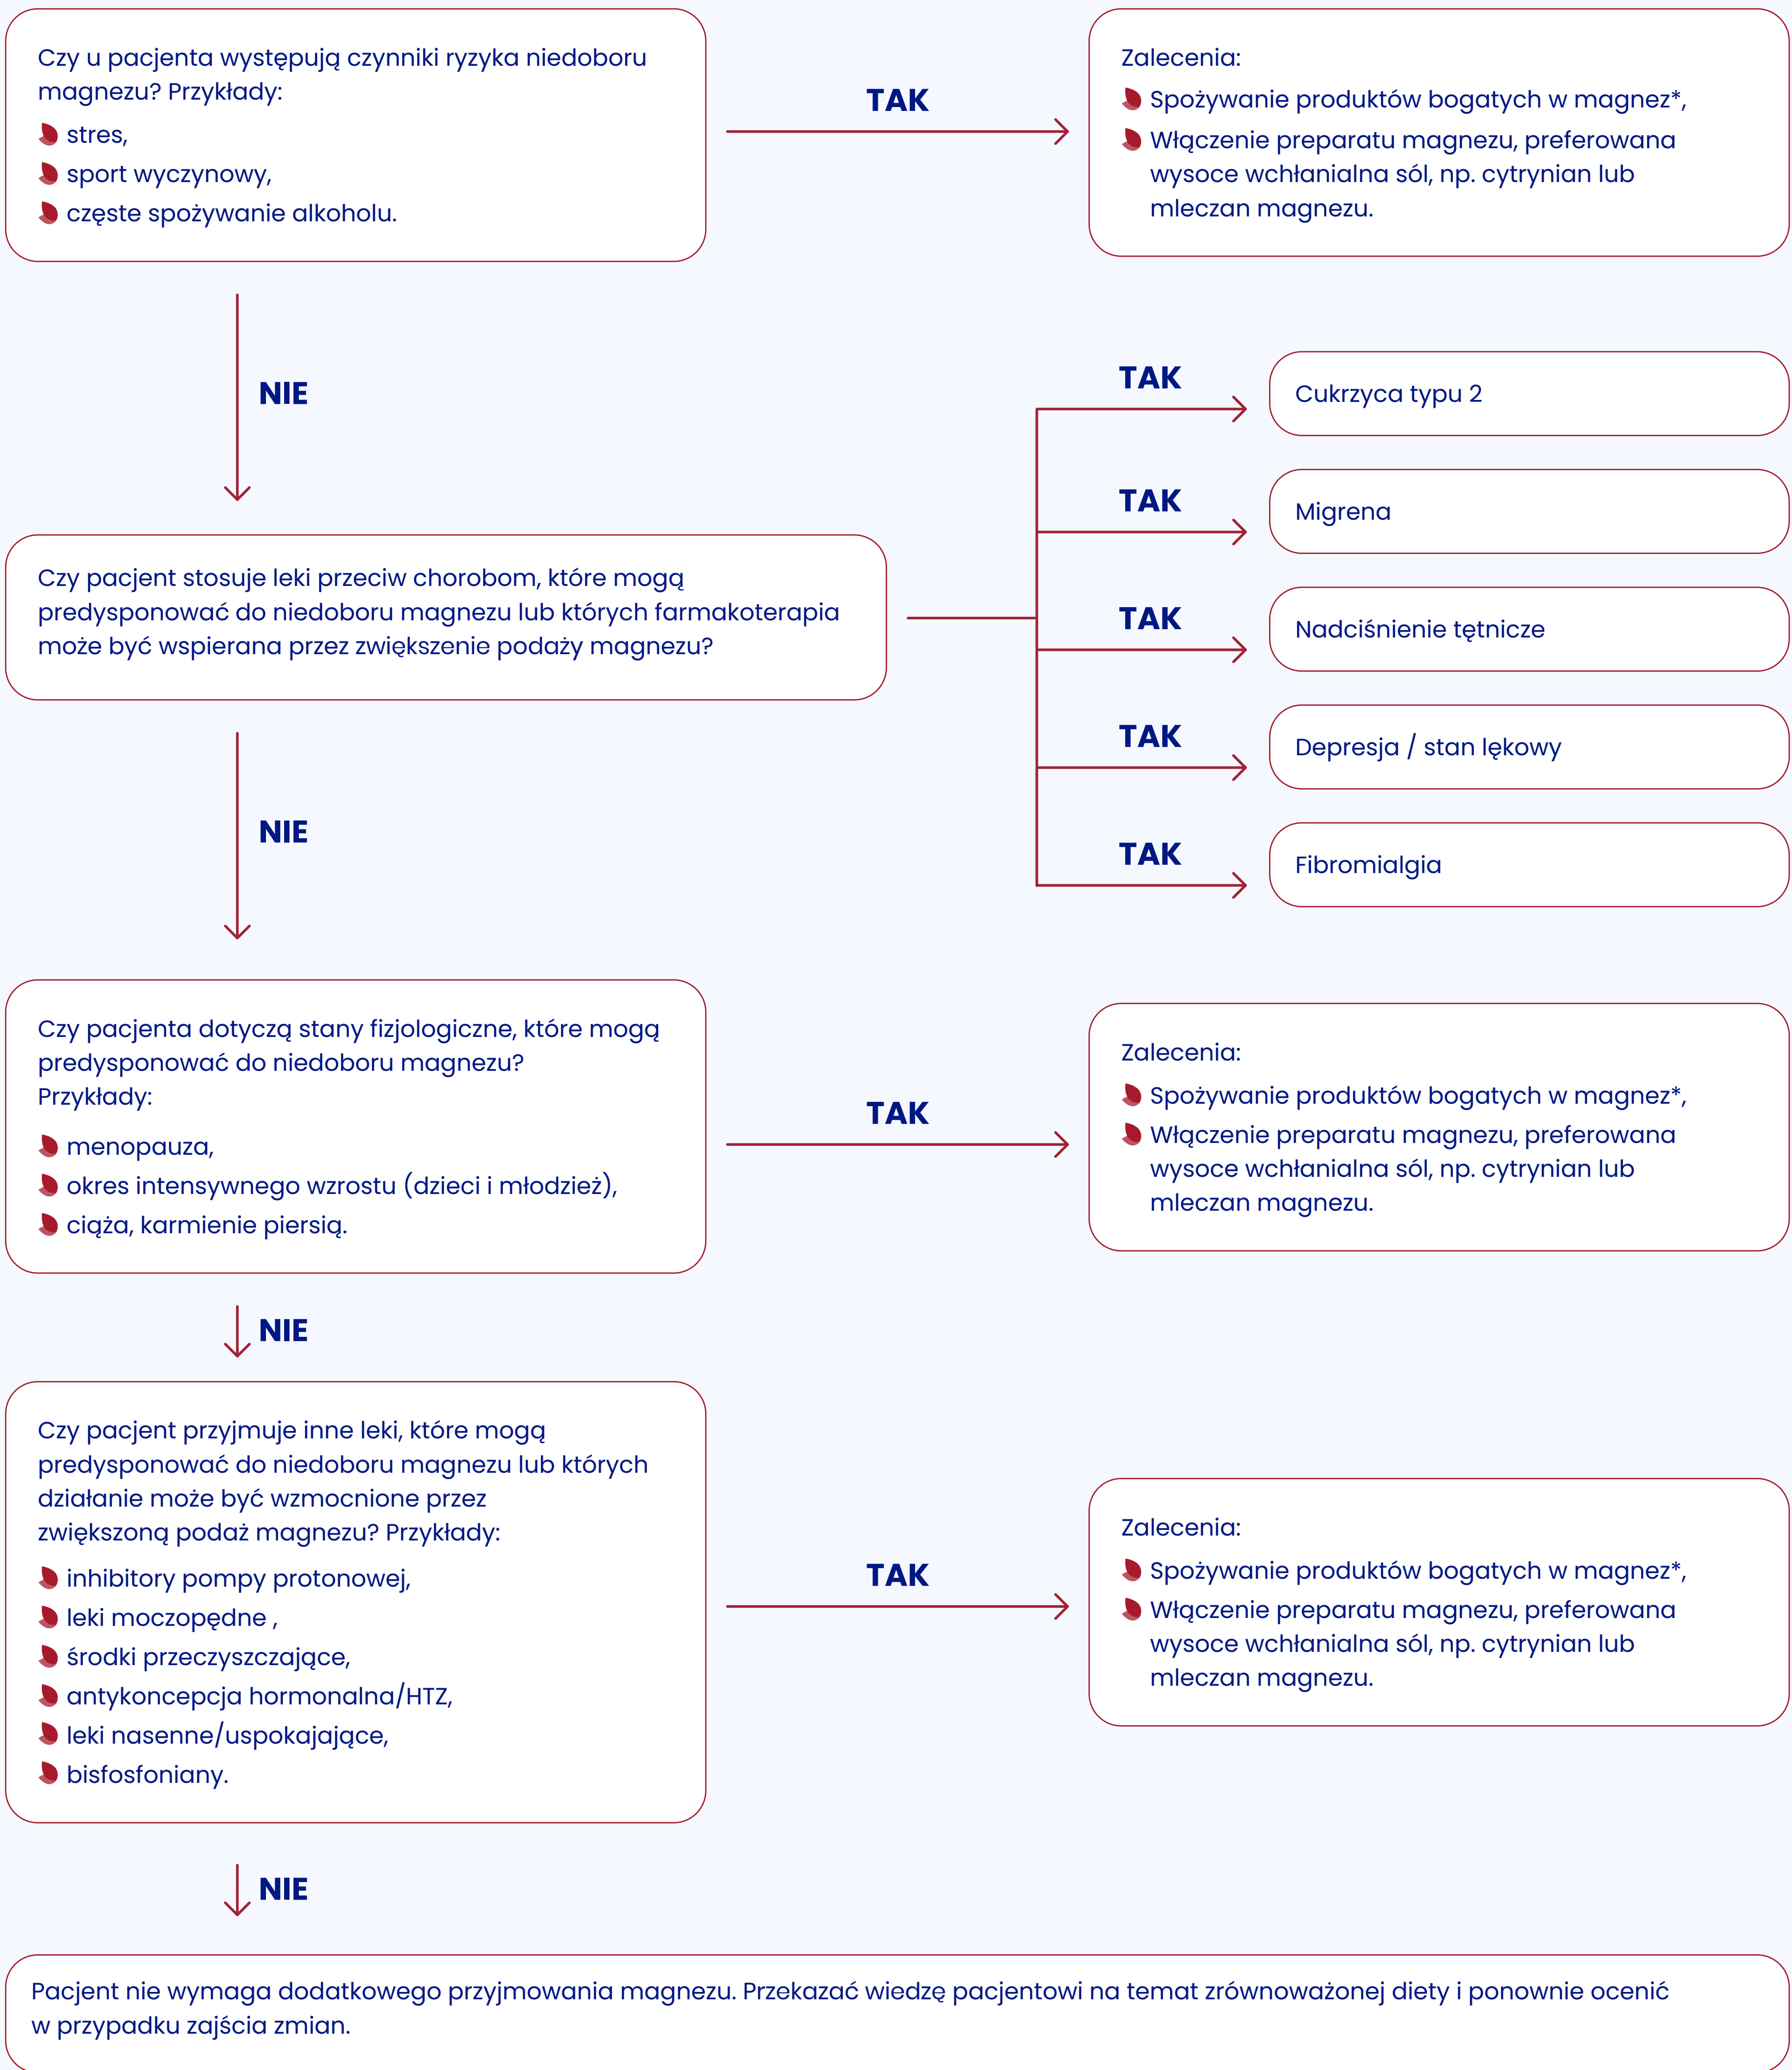 Czy u pacjenta występują czynniki ryzyka niedoboru
magnezu? Przykłady:
stres,
sport wyczynowy,
częste spożywanie alkoholu.
TAK
Zalecenia:
Spożywanie produktów bogatych w magnez*,
Włączenie preparatu magnezu, preferowana
wysoce wchłanialna sól, np. cytrynian lub
mleczan magnezu.
NIE
Czy pacjent stosuje leki przeciw chorobom, które mogą
predysponować do niedoboru magnezu lub których farmakoterapia
może być wspierana przez zwiększenie podaży magnezu?
TAK
Cukrzyca typu 2
TAK
Migrena
TAK
Nadciśnienie tętnicze
TAK
Depresja / stan lękowy
TAK
Fibromialgia
NIE
Czy pacjenta dotyczą stany fizjologiczne, które mogą
predysponować do niedoboru magnezu?
Przykłady:
menopauza,
okres intensywnego wzrostu (dzieci i młodzież),
ciąża, karmienie piersią.
TAK
Zalecenia:
Spożywanie produktów bogatych w magnez*,
Włączenie preparatu magnezu, preferowana
wysoce wchłanialna sól, np. cytrynian lub
mleczan magnezu.
NIE
Czy pacjent przyjmuje inne leki, które mogą
predysponować do niedoboru magnezu lub których
działanie może być wzmocnione przez
zwiększoną podaż magnezu? Przykłady:
inhibitory pompy protonowej,
leki moczopędne ,
środki przeczyszczające,
antykoncepcja hormonalna/HTZ,
leki nasenne/uspokajające,
bisfosfoniany.
TAK
Zalecenia:
Spożywanie produktów bogatych w magnez*,
Włączenie preparatu magnezu, preferowana
wysoce wchłanialna sól, np. cytrynian lub
mleczan magnezu.
NIE
Pacjent nie wymaga dodatkowego przyjmowania magnezu. Przekazać wiedzę pacjentowi na temat zrównoważonej diety i ponownie ocenić
w przypadku zajścia zmian.